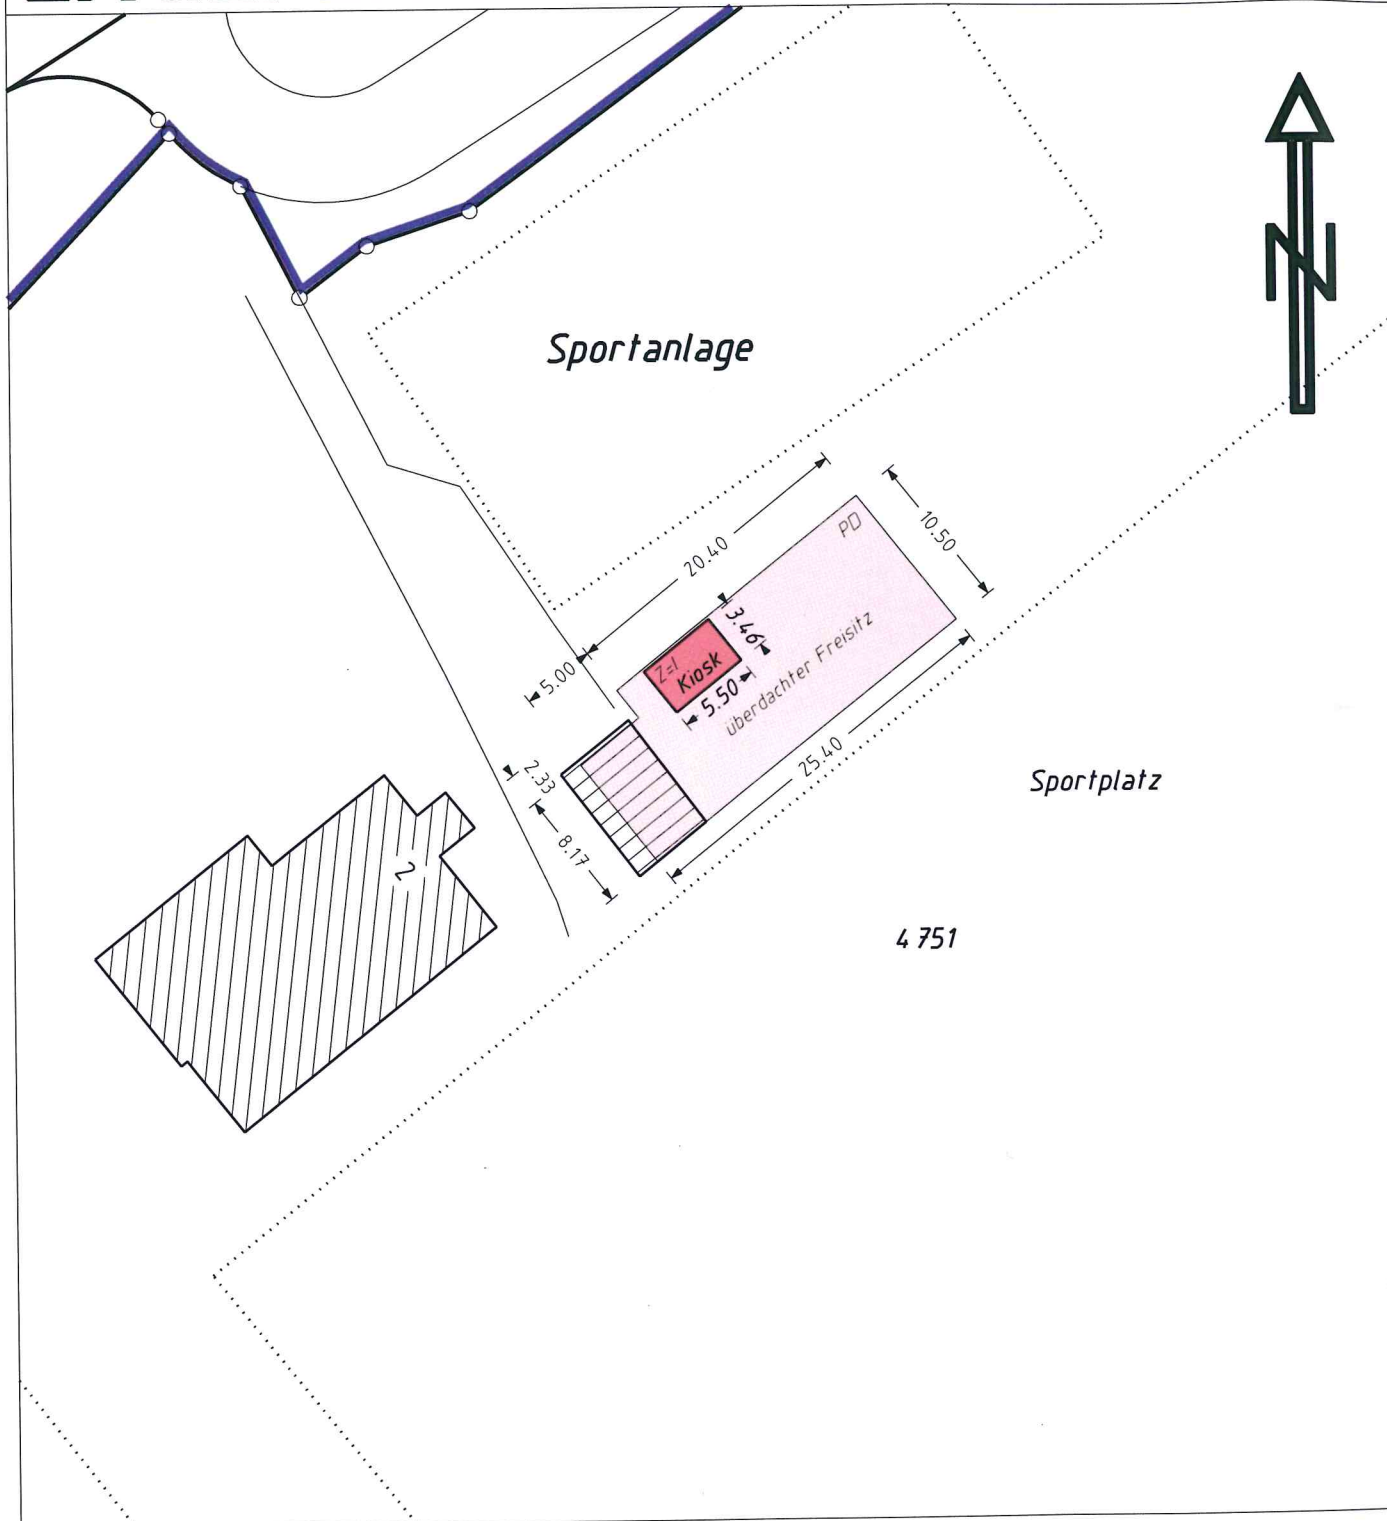 N
Sportanlage
20.40
10.50
PD
3.46
Z=I
Kiosk
5.00
5.50
überdachter Freisitz
25.40
2.33
8.17
Sportplatz
2
4 751